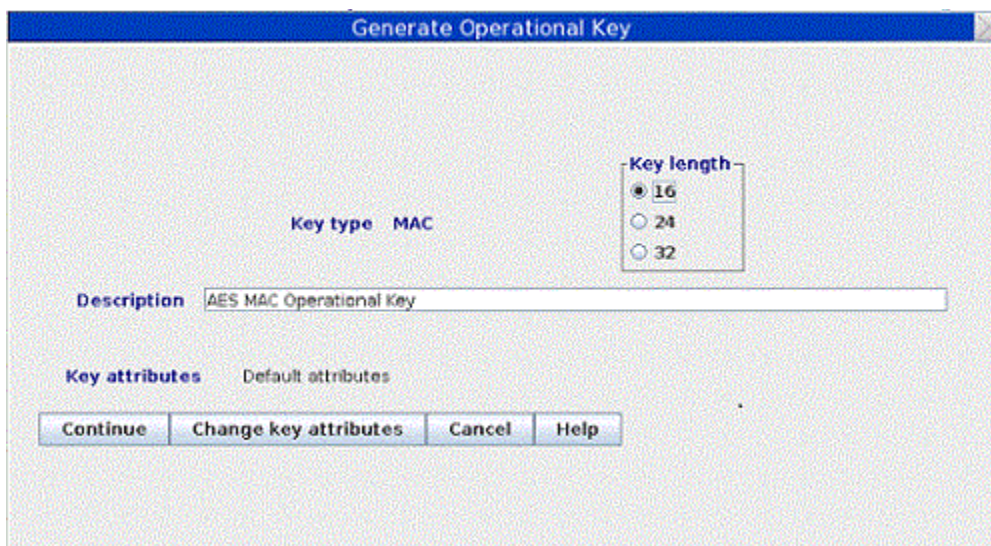 Generate Operational Key
Key length
16
Key type MAC
24
32
Description AES MAC Operational Key
Key attributes Default attributes
Continue Change key attributes Cancel Help